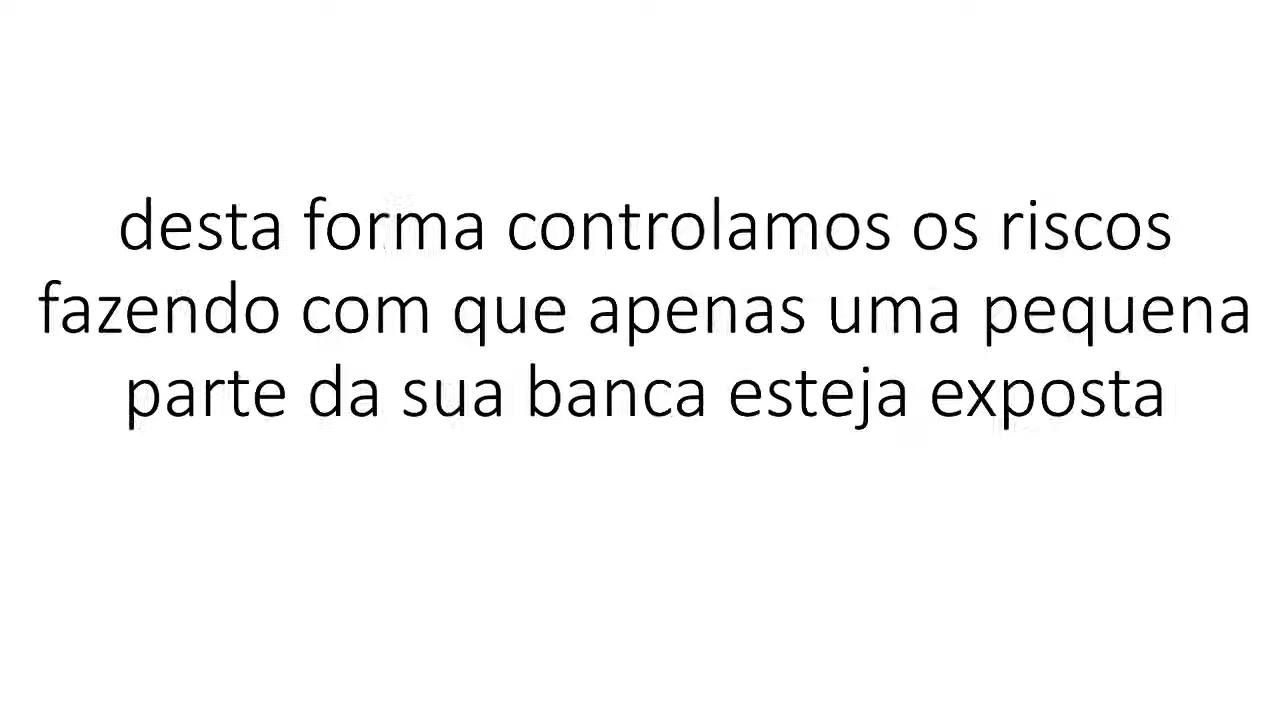 desta forma controlamos os riscos
fazendo com que apenas uma pequena
parte da sua banca esteja exposta